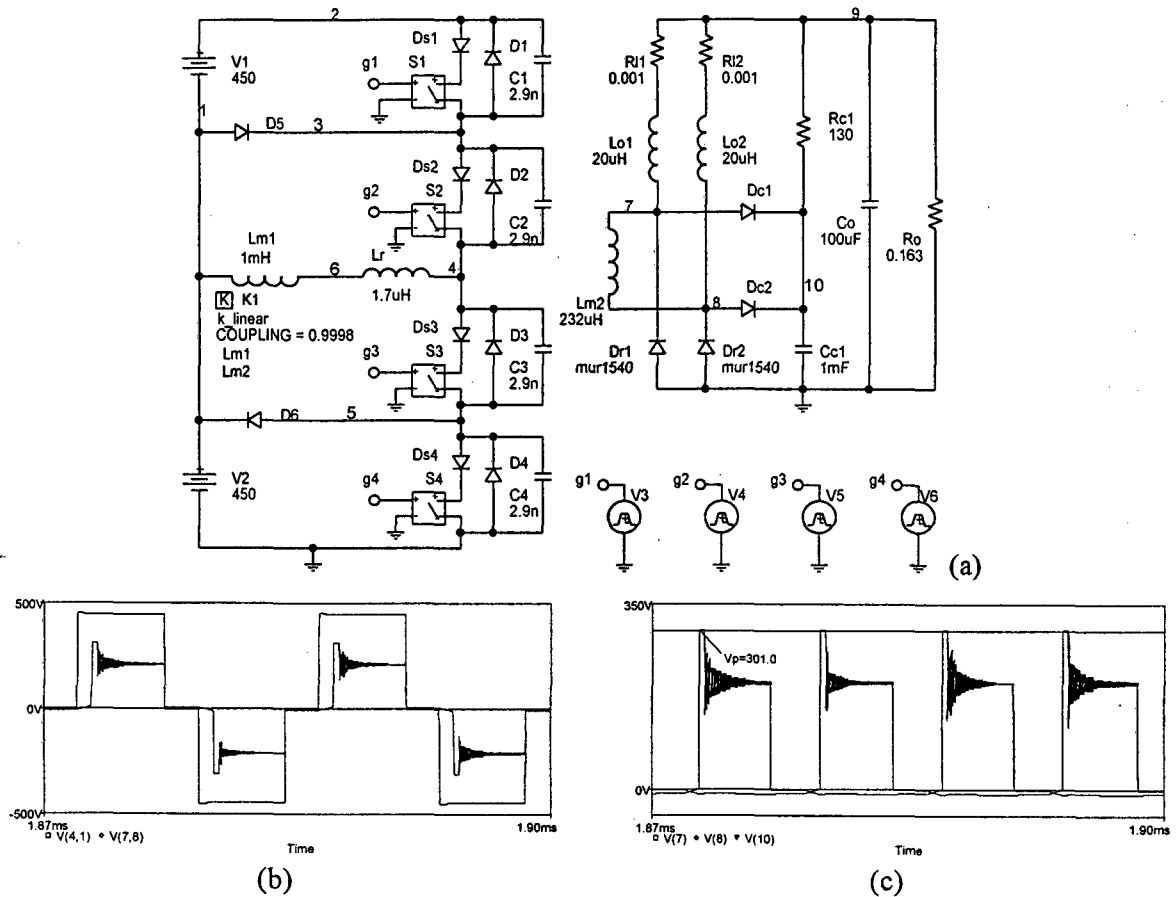 2
V1
450
1
D5
3
Ds1
D1
g1
S1
C1
2.9n
Ds2
D2
g2
S2
C2
2.9n
Lm1
1mH
6
Lr
1.7uH
4
K K1
k_linear
COUPLING = 0.9998
Lm1
Lm2
Ds3
D3
g3
S3
C3
2.9n
D6
5
V2
450
Ds4
D4
g4
S4
C4
2.9n
9
Rl1
0.001
Rl2
0.001
Rc1
130
Lo1
20uH
Lo2
20uH
7
Dc1
Co
100uF
Ro
0.163
Lm2
232uH
8
Dc2
10
Dr1
mur1540
Dr2
mur1540
Cc1
1mF
g1
V3
g2
V4
g3
V5
g4
V6
(a)
500V
0V
-500V
1.87ms
1.90ms
V(4,1) V(7,8)
Time
(b)
350V
Vp=301.0
0V
1.87ms
1.90ms
V(7) V(8) V(10)
Time
(c)